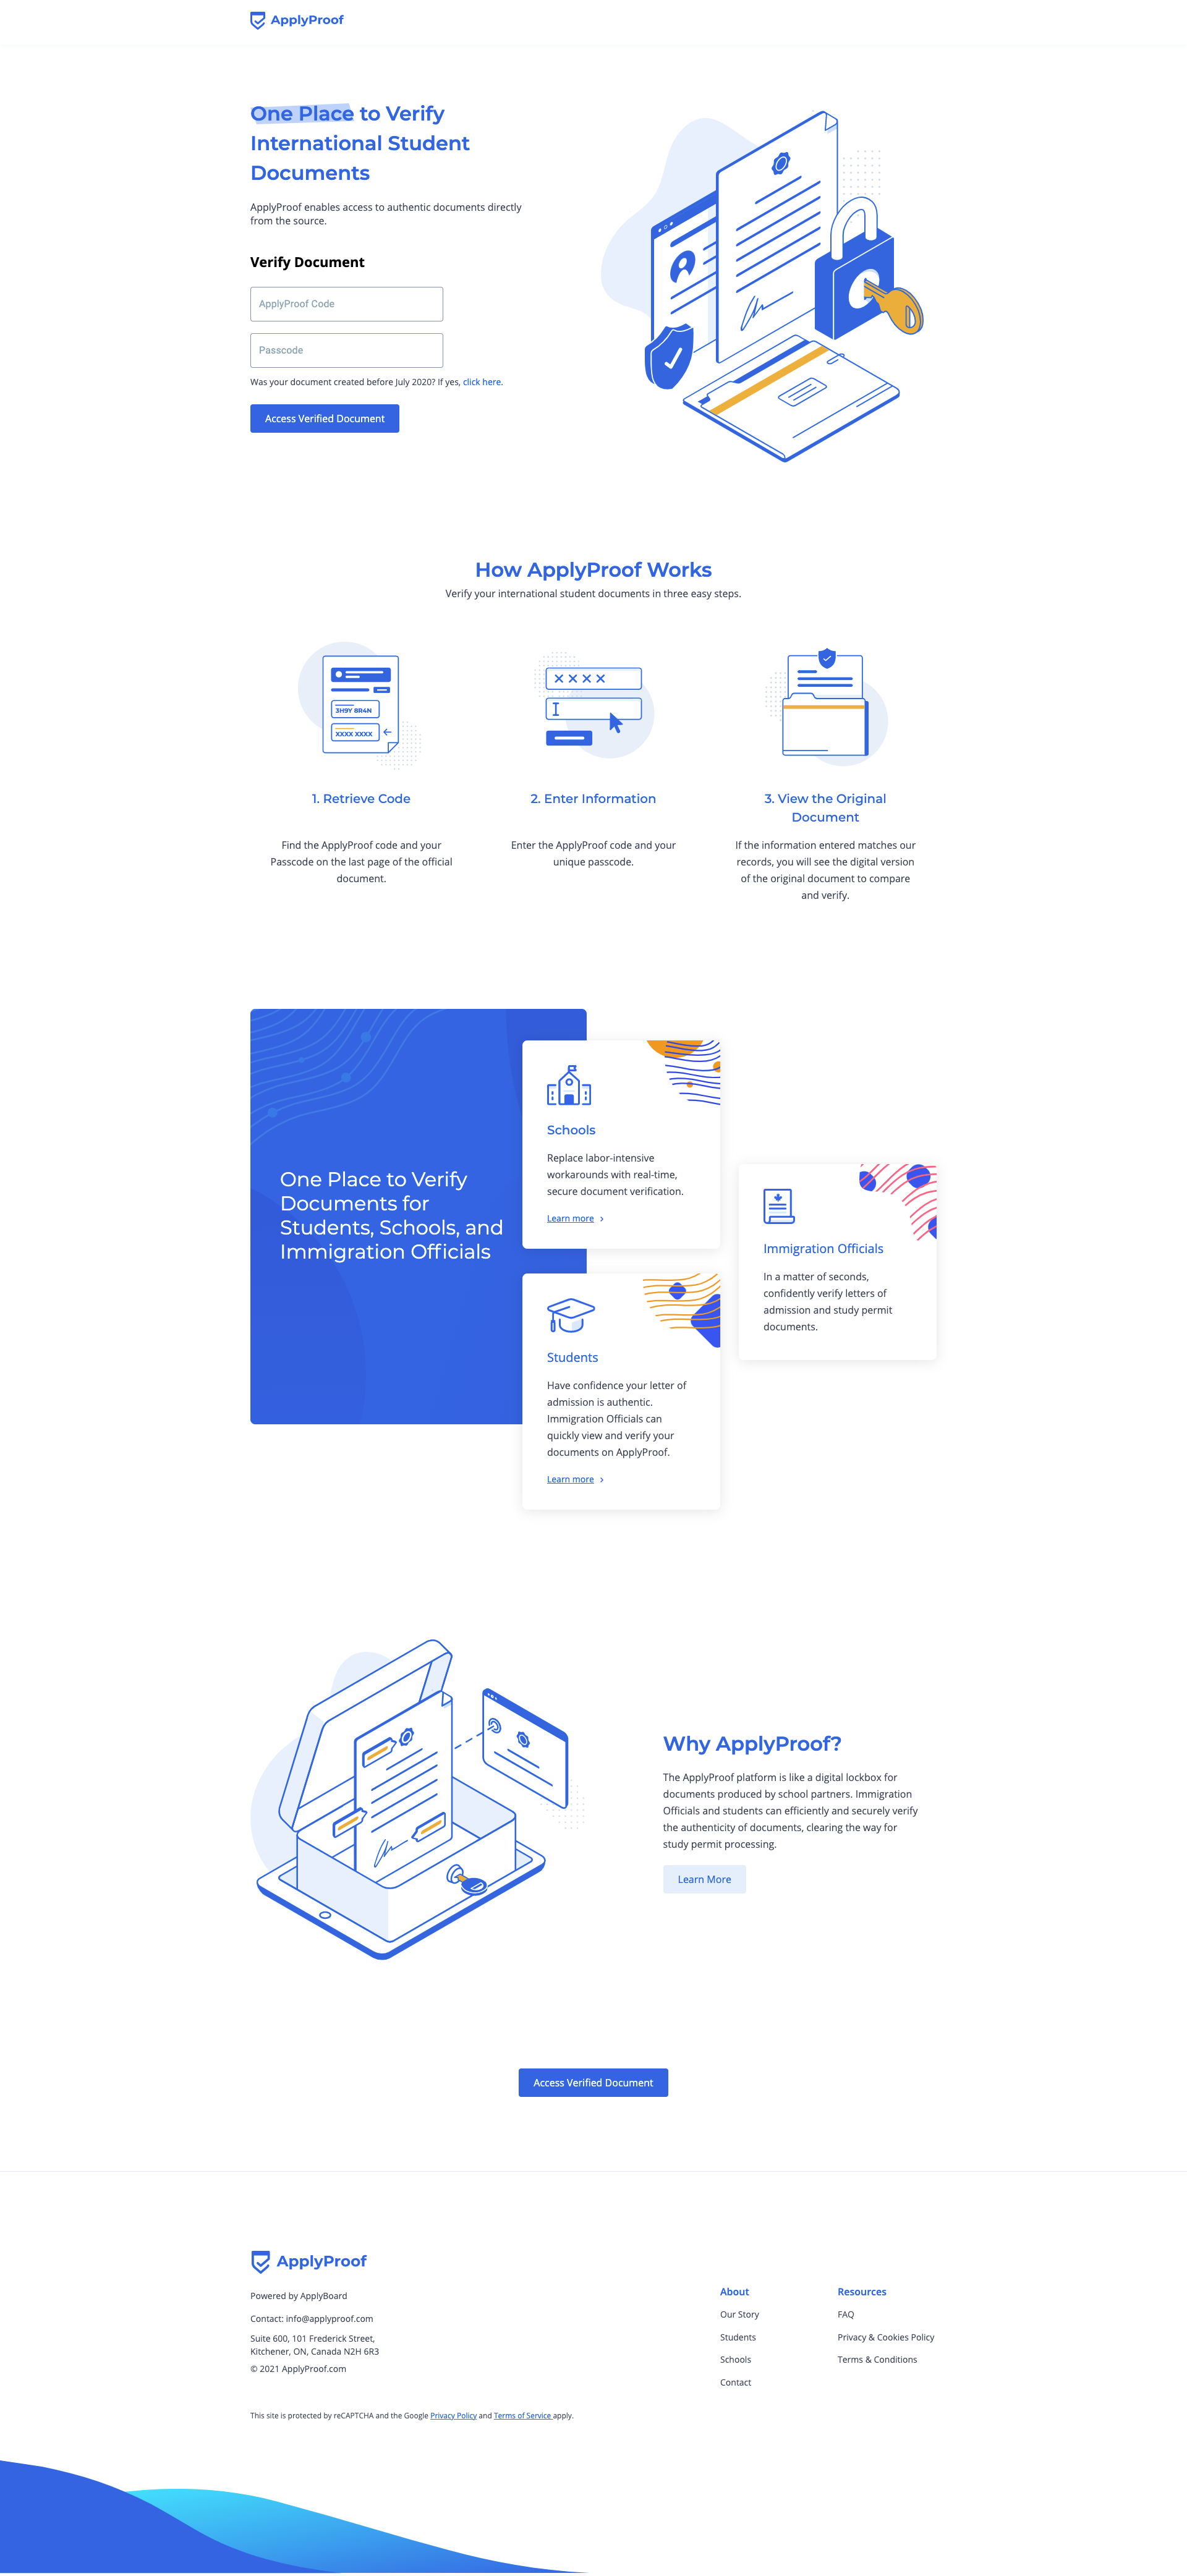 ApplyProof
One Place to Verify
International Student
Documents
ApplyProof enables access to authentic documents directly
from the source.
Verify Document
ApplyProof Code
Passcode
Was your document created before July 2020? If yes, click here.
Access Verified Document
How ApplyProof Works
Verify your international student documents in three easy steps.
3H9Y 8R4N
XXXX XXXX
1. Retrieve Code
Find the ApplyProof code and your
Passcode on the last page of the official
document.
2. Enter Information
Enter the ApplyProof code and your
unique passcode.
3. View the Original
Document
If the information entered matches our
records, you will see the digital version
of the original document to compare
and verify.
One Place to Verify
Documents for
Students, Schools, and
Immigration Officials
Schools
Replace labor-intensive
workarounds with real-time,
secure document verification.
Learn more
Students
Have confidence your letter of
admission is authentic.
Immigration Officials can
quickly view and verify your
documents on ApplyProof.
Learn more
Immigration Officials
In a matter of seconds,
confidently verify letters of
admission and study permit
documents.
Why ApplyProof?
The ApplyProof platform is like a digital lockbox for
documents produced by school partners. Immigration
Officials and students can efficiently and securely verify
the authenticity of documents, clearing the way for
study permit processing.
Learn More
Access Verified Document
ApplyProof
Powered by ApplyBoard
Contact: info@applyproof.com
Suite 600, 101 Frederick Street,
Kitchener, ON, Canada N2H 6R3
© 2021 ApplyProof.com
About
Our Story
Students
Schools
Contact
Resources
FAQ
Privacy & Cookies Policy
Terms & Conditions
This site is protected by reCAPTCHA and the Google Privacy Policy and Terms of Service apply.